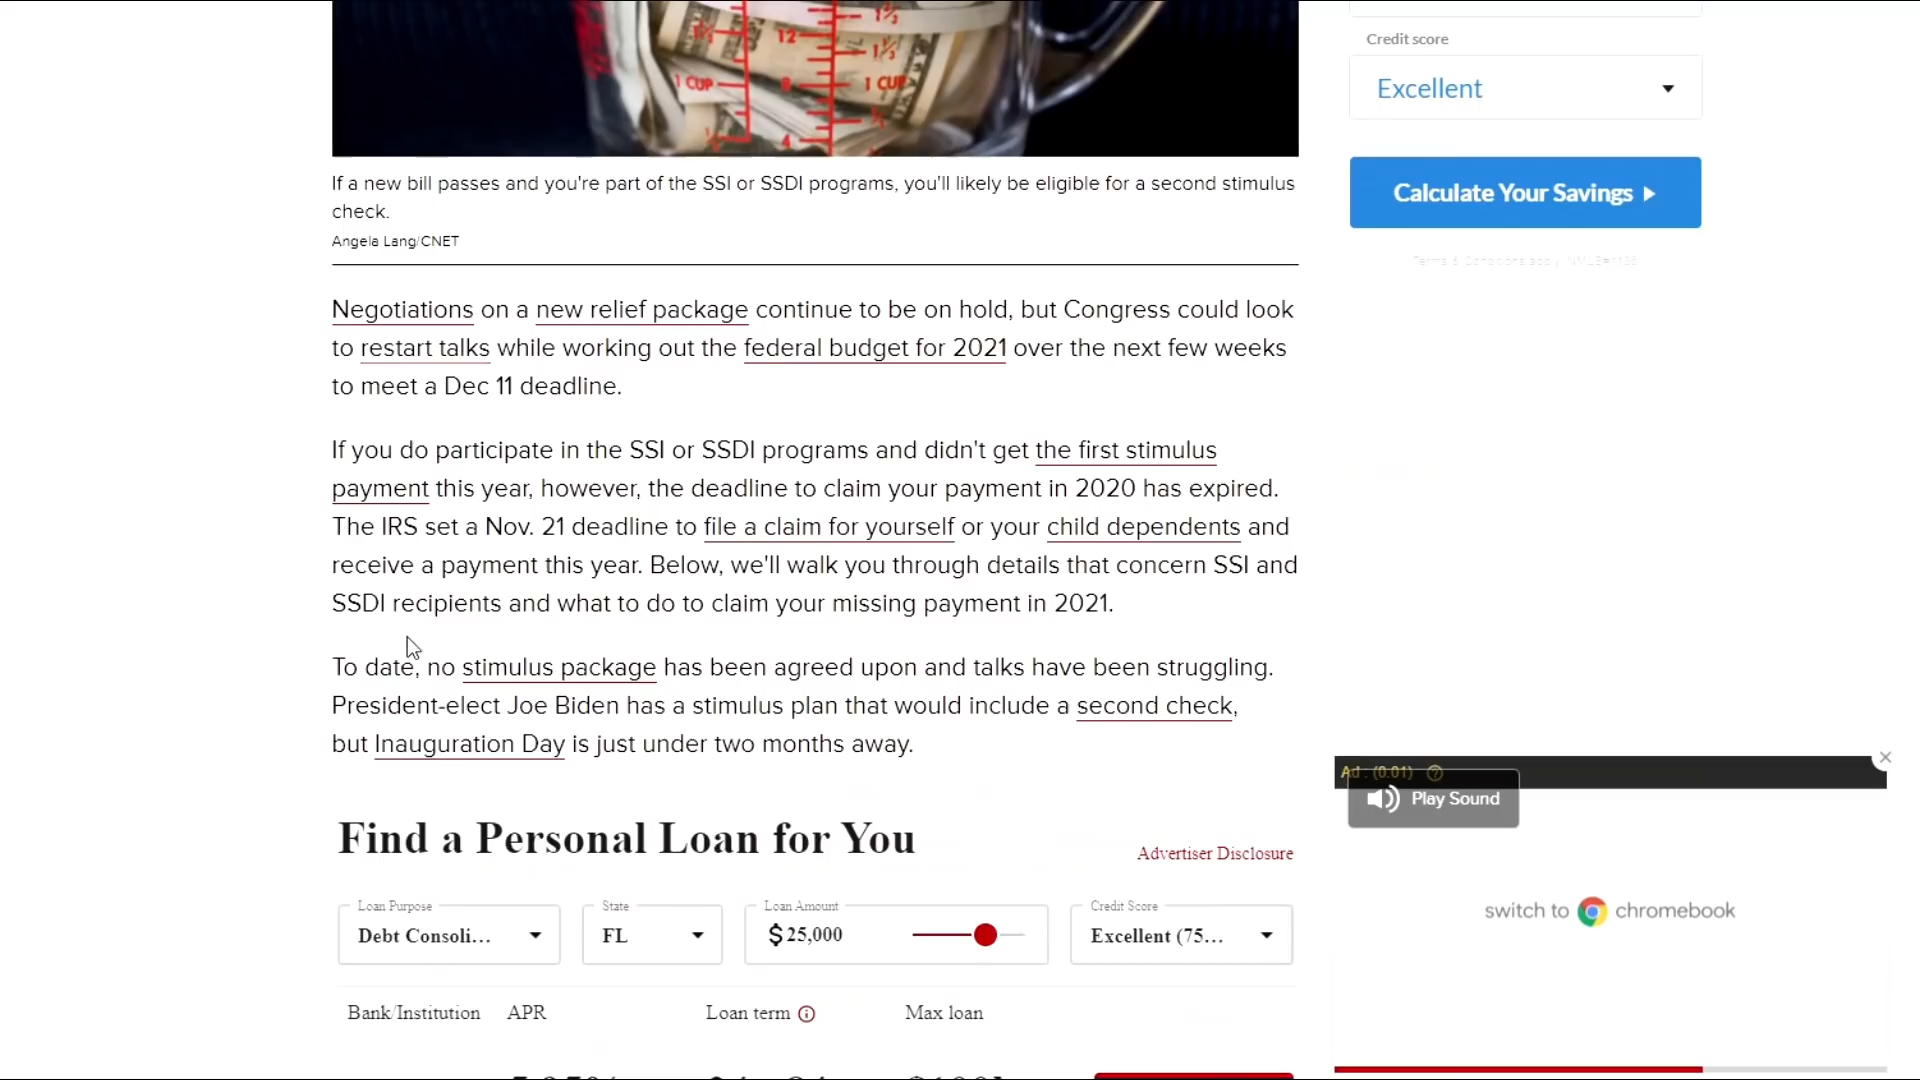 12
1 CUP
8
1 CUP
4
Credit score
Excellent
Calculate Your Savings
If a new bill passes and you're part of the SSI or SSDI programs, you'll likely be eligible for a second stimulus
check.
Angela Lang/CNET
Negotiations on a new relief package continue to be on hold, but Congress could look
to restart talks while working out the federal budget for 2021 over the next few weeks
to meet a Dec 11 deadline.
If you do participate in the SSI or SSDI programs and didn't get the first stimulus
payment this year, however, the deadline to claim your payment in 2020 has expired.
The IRS set a Nov. 21 deadline to file a claim for yourself or your child dependents and
receive a payment this year. Below, we'll walk you through details that concern SSI and
SSDI recipients and what to do to claim your missing payment in 2021.
To date, no stimulus package has been agreed upon and talks have been struggling.
President-elect Joe Biden has a stimulus plan that would include a second check,
but Inauguration Day is just under two months away.
Find a Personal Loan for You
Advertiser Disclosure
Loan Purpose
Debt Consoli...
State
FL
Loan Amount
$25,000
Credit Score
Excellent (75...
Bank/Institution APR Loan term Max loan
Ad : (0:01)
Play Sound
switch to chromebook